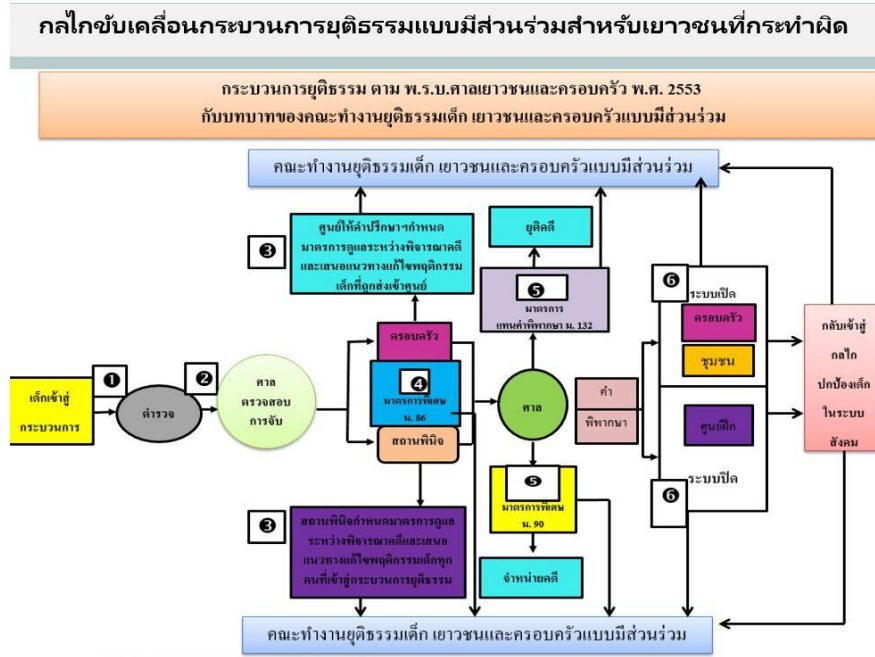 กลไกขับเคลื่อนกระบวนการยุติธรรมแบบมีส่วนร่วมสำหรับเยาวชนที่กระทำผิด
กระบวนการยุติธรรม ตาม พ.ร.บ.ศาลเยาวชนและครอบครัว พ.ศ. 2553
กับบทบาทของคณะทำงานยุติธรรมเด็ก เยาวชนและครอบครัวแบบมีส่วนร่วม
คณะทำงานยุติธรรมเด็ก เยาวชนและครอบครัวแบบมีส่วนร่วม
❸
ศูนย์ให้คำปรึกษาฯกำหนด
มาตรการดูแลระหว่างพิจารณาคดี
และเสนอแนวทางแก้ไขพฤติกรรม
เด็กที่ถูกส่งเข้าศูนย์
ยุติคดี
❺
มาตรการ
แทนคำพิพากษา ม. 132
❻
ระบบเปิด
ครอบครัว
ชุมชน
กลับเข้าสู่
กลไก
ปกป้องเด็ก
ในระบบ
สังคม
เด็กเข้าสู่
กระบวนการ
❶
ตำรวจ
❷
ศาล
ตรวจสอบ
การจับ
ครอบครัว
❹
มาตรการพิเศษ
ม. 86
สถานพินิจ
ศาล
คำ
พิพากษา
ศูนย์ฝึก
ระบบปิด
❻
❸
สถานพินิจกำหนดมาตรการดูแล
ระหว่างพิจารณาคดีและเสนอ
แนวทางแก้ไขพฤติกรรมเด็กทุก
คนที่เข้าสู่กระบวนการยุติธรรม
❺
มาตรการพิเศษ
ม. 90
จำหน่ายคดี
คณะทำงานยุติธรรมเด็ก เยาวชนและครอบครัวแบบมีส่วนร่วม